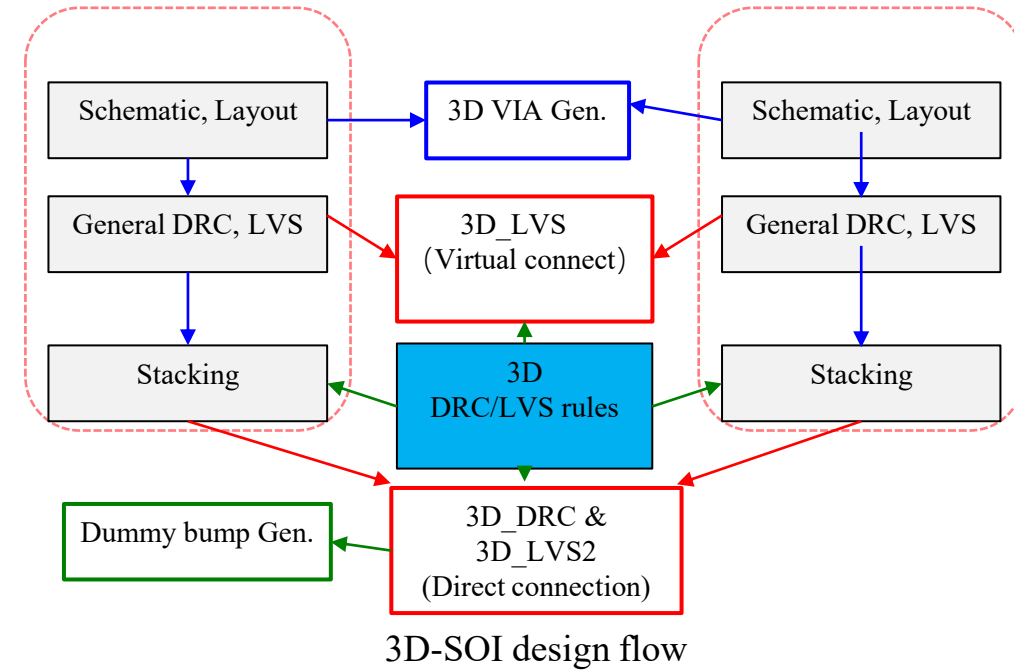 Schematic, Layout
3D VIA Gen.
Schematic, Layout
General DRC, LVS
3D_LVS
(Virtual connect)
General DRC, LVS
Stacking
3D
DRC/LVS rules
Stacking
Dummy bump Gen.
3D_DRC &
3D_LVS2
(Direct connection)
3D-SOI design flow